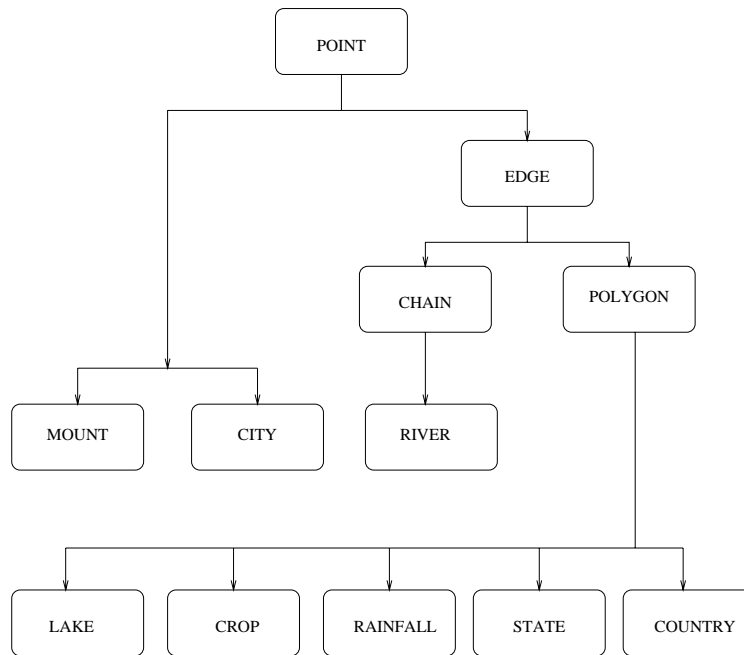 POINT
EDGE
CHAIN
POLYGON
MOUNT
CITY
RIVER
LAKE
CROP
RAINFALL
STATE
COUNTRY